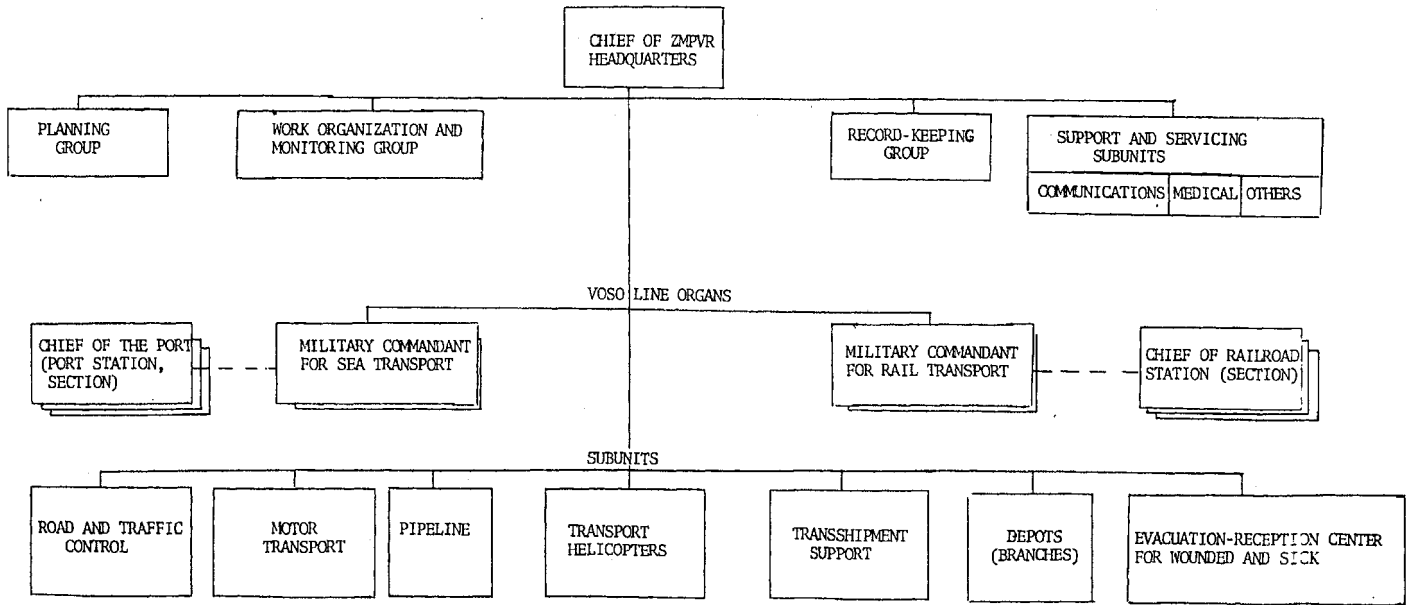 CHIEF OF ZMPVR
HEADQUARTERS
PLANNING
GROUP
WORK ORGANIZATION AND
MONITORING GROUP
RECORD-KEEPING
GROUP
SUPPORT AND SERVICING
SUBUNITS
COMMUNICATIONS
MEDICAL
OTHERS
VOSO LINE ORGANS
CHIEF OF THE PORT
(PORT STATION,
SECTION)
MILITARY COMMANDANT
FOR SEA TRANSPORT
MILITARY COMMANDANT
FOR RAIL TRANSPORT
CHIEF OF RAILROAD
STATION (SECTION)
SUBUNITS
ROAD AND TRAFFIC
CONTROL
MOTOR
TRANSPORT
PIPELINE
TRANSPORT
HELICOPTERS
TRANSSHIPMENT
SUPPORT
DEPOTS
(BRANCHES)
EVACUATION-RECEPTION CENTER
FOR WOUNDED AND SICK